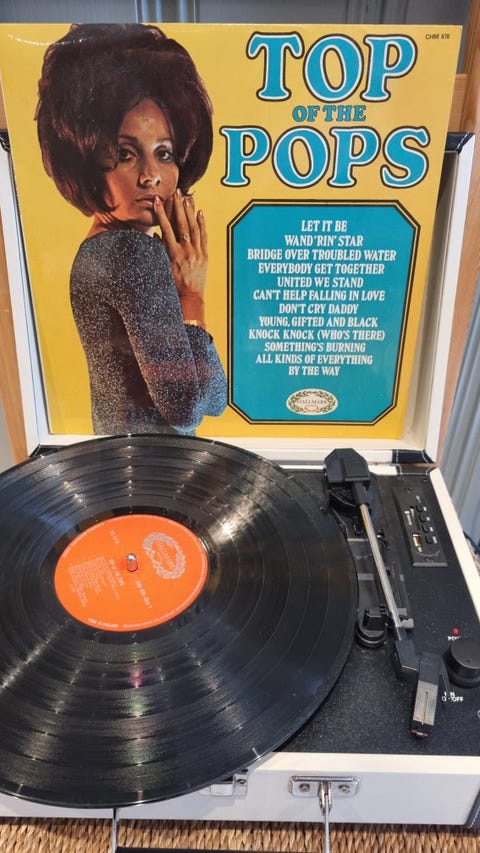 CHM 670
TOP
OF THE
POPS
LET IT BE
WAND'RIN' STAR
BRIDGE OVER TROUBLED WATER
EVERYBODY GET TOGETHER
UNITED WE STAND
CAN'T HELP FALLING IN LOVE
DON'T CRY DADDY
YOUNG, GIFTED AND BLACK
KNOCK KNOCK (WHO'S THERE)
SOMETHING'S BURNING
ALL KINDS OF EVERYTHING
BY THE WAY
HALLMARK